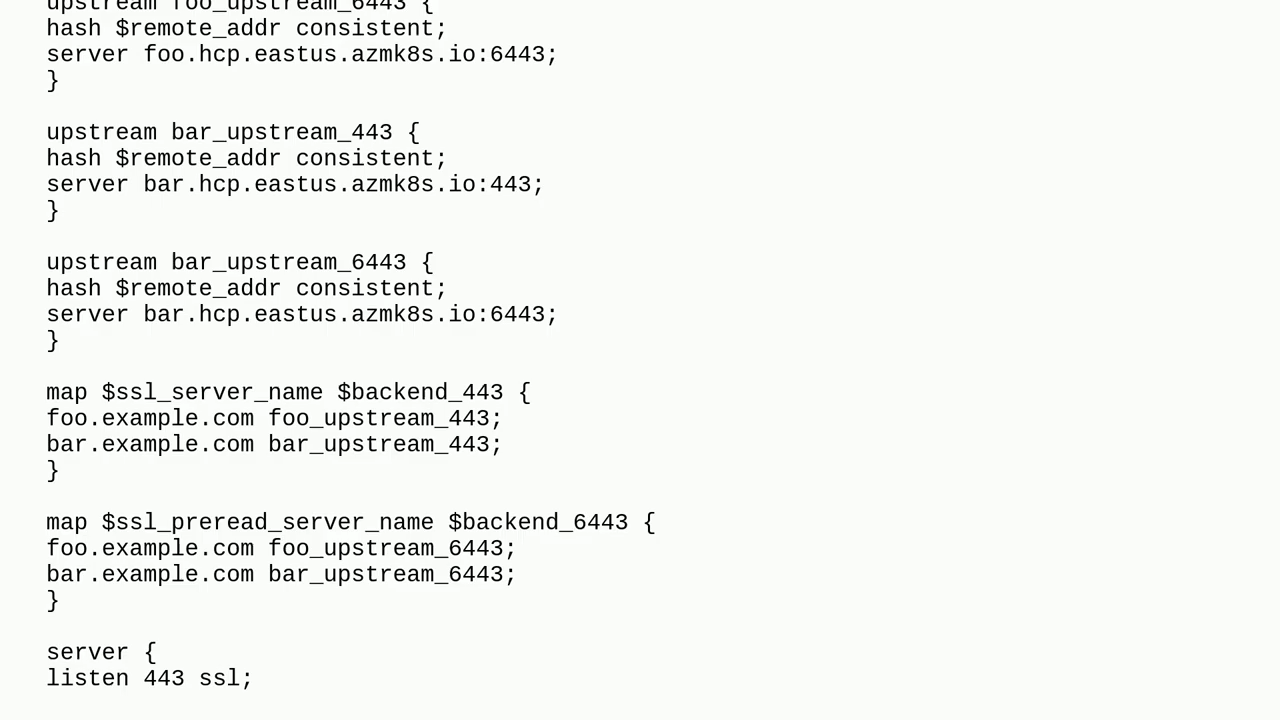 upstream foo_upstream_6443 {
hash $remote_addr consistent;
server foo.hcp.eastus.azmk8s.io:6443;
}
upstream bar_upstream_443 {
hash $remote_addr consistent;
server bar.hcp.eastus.azmk8s.io:443;
}
upstream bar_upstream_6443 {
hash $remote_addr consistent;
server bar.hcp.eastus.azmk8s.io:6443;
}
map $ssl_server_name $backend_443 {
foo.example.com foo_upstream_443;
bar.example.com bar_upstream_443;
}
map $ssl_preread_server_name $backend_6443 {
foo.example.com foo_upstream_6443;
bar.example.com bar_upstream_6443;
}
server {
listen 443 ssl;